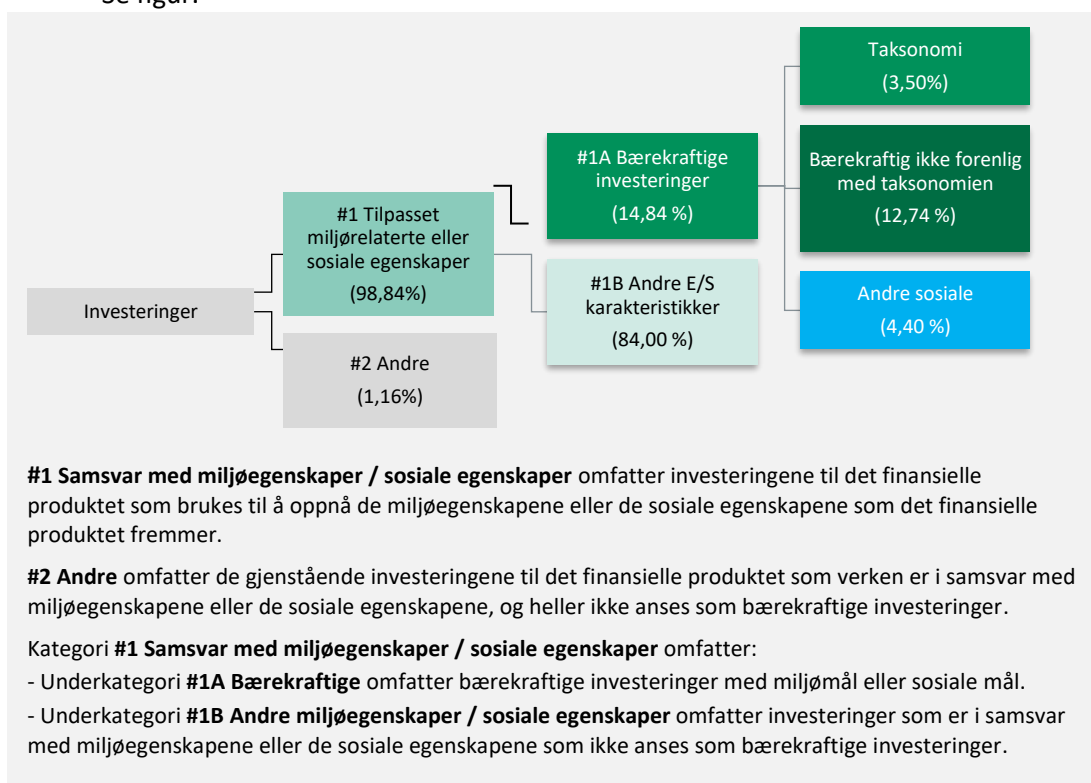 Se figur:
Taksonomi
(3,50%)
#1A Bærekraftige
investeringer
(14,84 %)
Bærekraftig ikke forenlig
med taksonomien
(12,74 %)
#1 Tilpasset
miljørelaterte eller
sosiale egenskaper
(98,84%)
#1B Andre E/S
karakteristikker
(84,00 %)
Andre sosiale
(4,40 %)
Investeringer
#2 Andre
(1,16%)
#1 Samsvar med miljøegenskaper / sosiale egenskaper omfatter investeringene til det finansielle
produktet som brukes til å oppnå de miljøegenskapene eller de sosiale egenskapene som det finansielle
produktet fremmer.
#2 Andre omfatter de gjenstående investeringene til det finansielle produktet som verken er i samsvar med
miljøegenskapene eller de sosiale egenskapene, og heller ikke anses som bærekraftige investeringer.
Kategori #1 Samsvar med miljøegenskaper / sosiale egenskaper omfatter:
- Underkategori #1A Bærekraftige omfatter bærekraftige investeringer med miljømål eller sosiale mål.
- Underkategori #1B Andre miljøegenskaper / sosiale egenskaper omfatter investeringer som er i samsvar
med miljøegenskapene eller de sosiale egenskapene som ikke anses som bærekraftige investeringer.